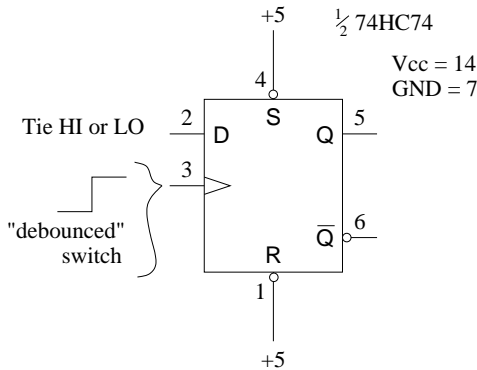 +5
½ 74HC74
Vcc = 14
GND = 7
4
S
Tie HI or LO
2
D
Q
5
3
"debounced"
switch
Q̅
6
R
1
+5